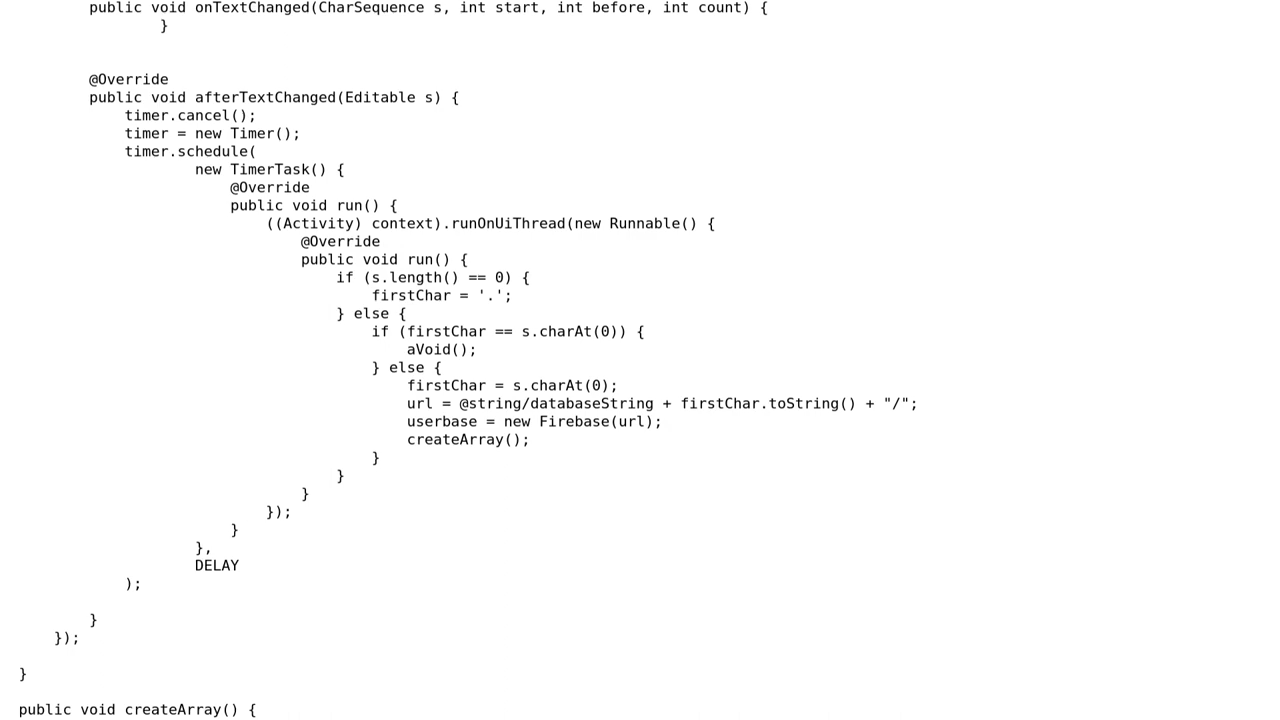 public void onTextChanged(CharSequence s, int start, int before, int count) {
}
@Override
public void afterTextChanged(Editable s) {
timer.cancel();
timer = new Timer();
timer.schedule(
new TimerTask() {
@Override
public void run() {
((Activity) context).runOnUiThread(new Runnable() {
@Override
public void run() {
if (s.length() == 0) {
firstChar = '.';
} else {
if (firstChar == s.charAt(0)) {
aVoid();
} else {
firstChar = s.charAt(0);
url = @string/databaseString + firstChar.toString() + "/";
userbase = new Firebase(url);
createArray();
}
}
}
});
}
},
DELAY
);
}
});
}
public void createArray() {